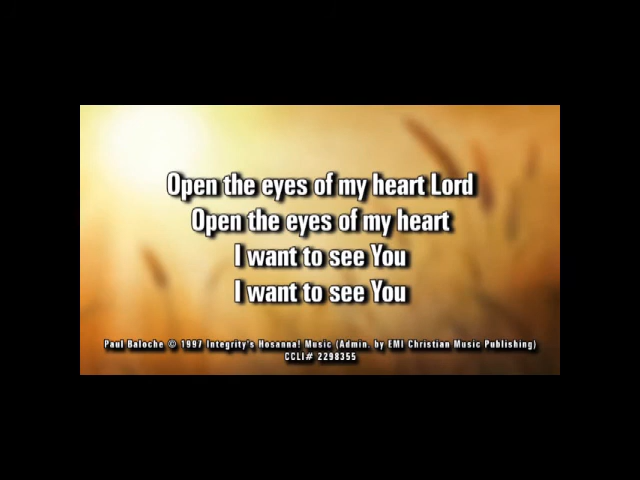 Open the eyes of my heart Lord
Open the eyes of my heart
I want to see You
I want to see You
Paul Baloche © 1997 Integrity's Hosanna! Music (Admin. by EMI Christian Music Publishing)
CCLI# 2298355